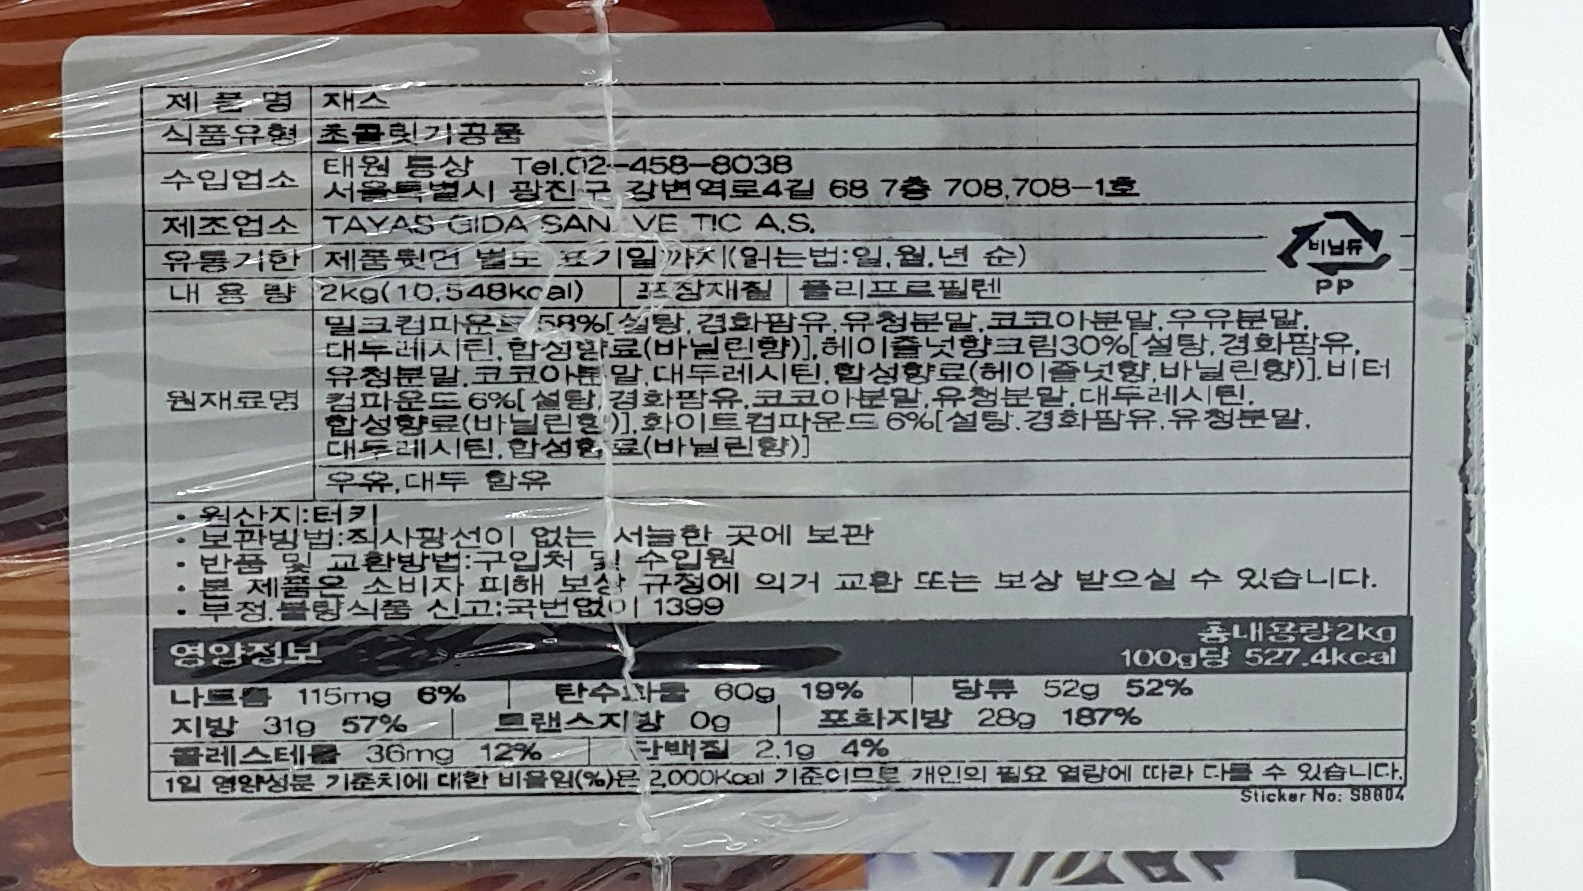 제 품 명 재스
식품유형 초콜릿가공품
수입업소 태원 통상 Tel.02-458-8038
서울특별시 광진구 강변역로4길 68 7층 708,708-1호
제조업소 TAYAS GIDA SAN. VE TIC A.S.
유통기한 제품뒷면 별도 표기일까지(읽는법:일,월,년 순)
비닐류
PP
내 용 량 2kg(10,548kcal) 포장재질 폴리프로필렌
원재료명 밀크컴파운드 58%[설탕,경화팜유,유청분말,코코아분말,우유분말,
대두레시틴,합성향료(바닐린향)],헤이즐넛향크림30%[설탕,경화팜유,
유청분말,코코아분말,대두레시틴,합성향료(헤이즐넛향,바닐린향)],비터
컴파운드 6%[설탕,경화팜유,코코아분말,유청분말,대두레시틴,
합성향료(바닐린향)],화이트컴파운드 6%[설탕,경화팜유,유청분말,
대두레시틴,합성향료(바닐린향)]
우유,대두 함유
• 원산지:터키
• 보관방법:직사광선이 없는 서늘한 곳에 보관
• 반품 및 교환방법:구입처 및 수입원
• 본 제품은 소비자 피해 보상 규정에 의거 교환 또는 보상 받으실 수 있습니다.
• 부정,불량식품 신고:국번없이 1399
영양정보 총내용량2kg
100g당 527.4kcal
나트륨 115mg 6% 탄수화물 60g 19% 당류 52g 52%
지방 31g 57% 트랜스지방 0g 포화지방 28g 187%
콜레스테롤 36mg 12% 단백질 2.1g 4%
1일 영양성분 기준치에 대한 비율임(%)은 2,000Kcal 기준이므로 개인의 필요 열량에 따라 다를 수 있습니다.
Sticker No: S8804